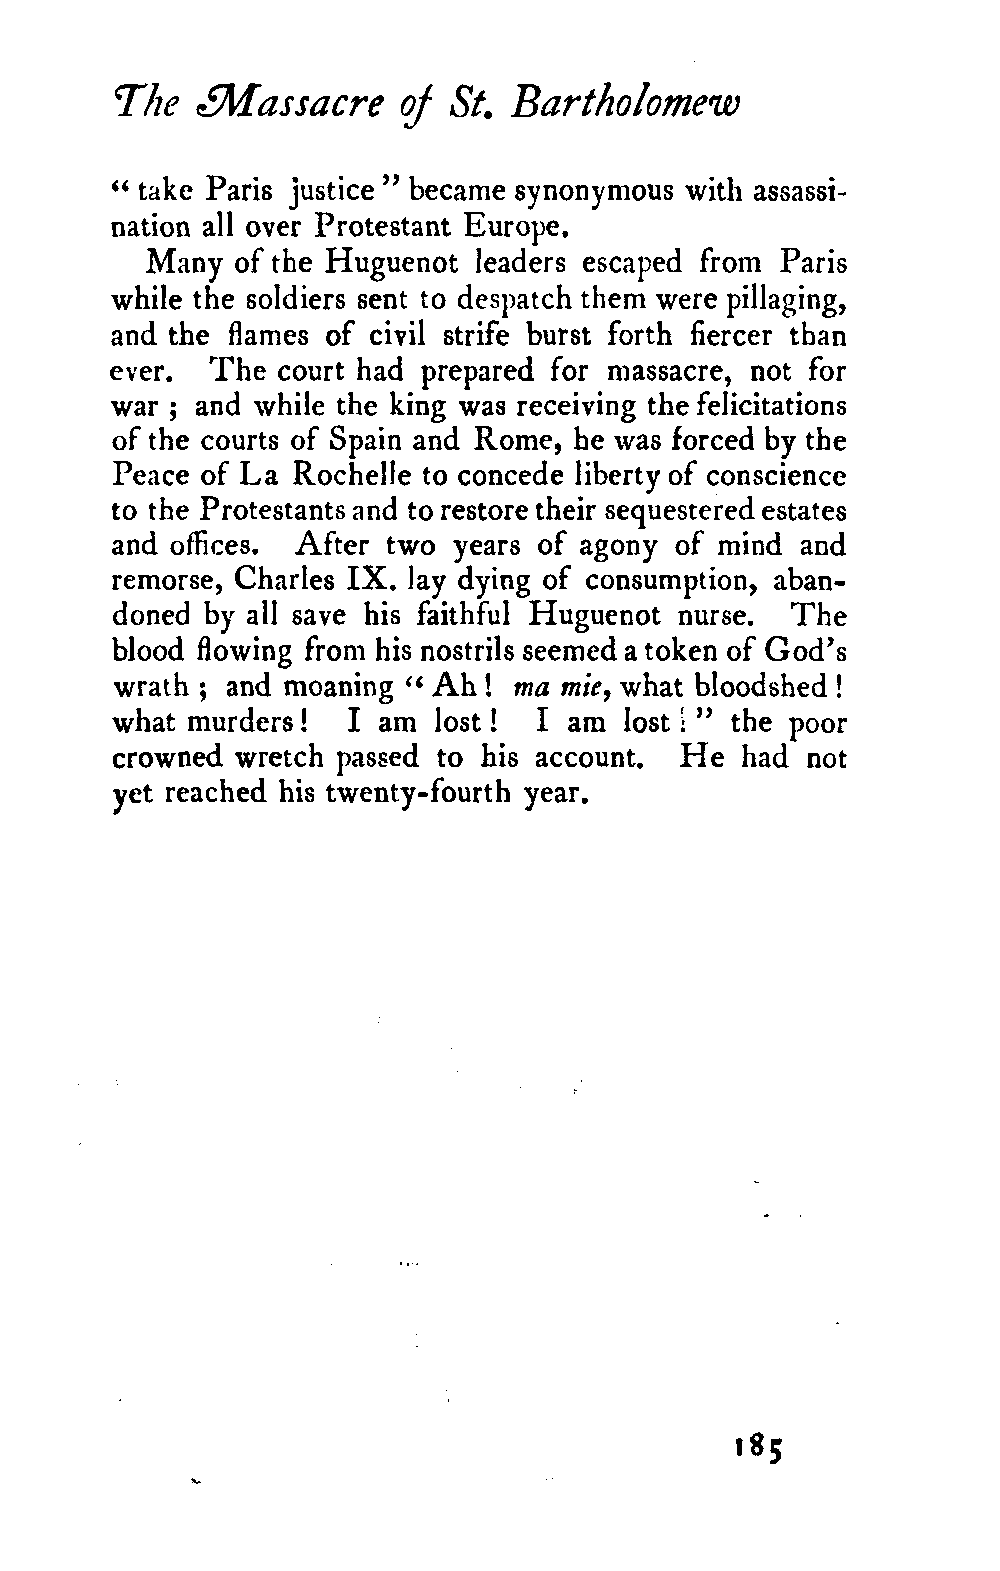 The Massacre of St. Bartholomew
“ take Paris justice ” became synonymous with assassi-
nation all over Protestant Europe.
Many of the Huguenot leaders escaped from Paris
while the soldiers sent to despatch them were pillaging,
and the flames of civil strife burst forth fiercer than
ever. The court had prepared for massacre, not for
war ; and while the king was receiving the felicitations
of the courts of Spain and Rome, he was forced by the
Peace of La Rochelle to concede liberty of conscience
to the Protestants and to restore their sequestered estates
and offices. After two years of agony of mind and
remorse, Charles IX. lay dying of consumption, aban-
doned by all save his faithful Huguenot nurse. The
blood flowing from his nostrils seemed a token of God’s
wrath ; and moaning “ Ah ! ma mie, what bloodshed !
what murders ! I am lost ! I am lost ! ” the poor
crowned wretch passed to his account. He had not
yet reached his twenty-fourth year.
185